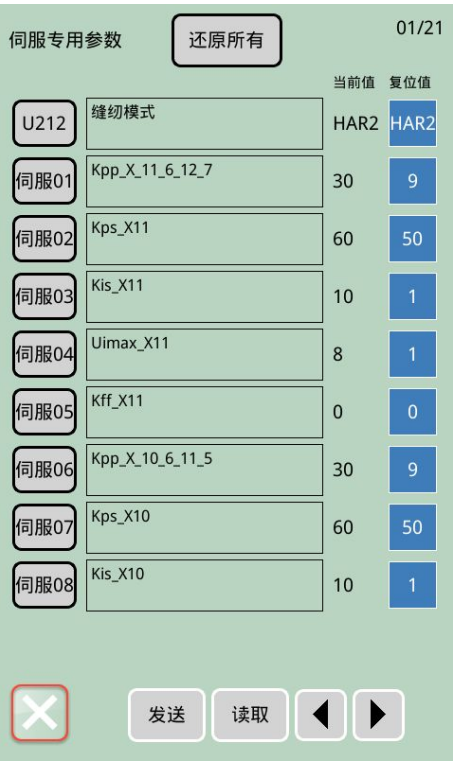 伺服专用参数 还原所有 01/21
当前值 复位值
U212 缝纫模式 HAR2 HAR2
伺服01 Kpp_X_11_6_12_7 30 9
伺服02 Kps_X11 60 50
伺服03 Kis_X11 10 1
伺服04 Uimax_X11 8 1
伺服05 Kff_X11 0 0
伺服06 Kpp_X_10_6_11_5 30 9
伺服07 Kps_X10 60 50
伺服08 Kis_X10 10 1
发送 读取